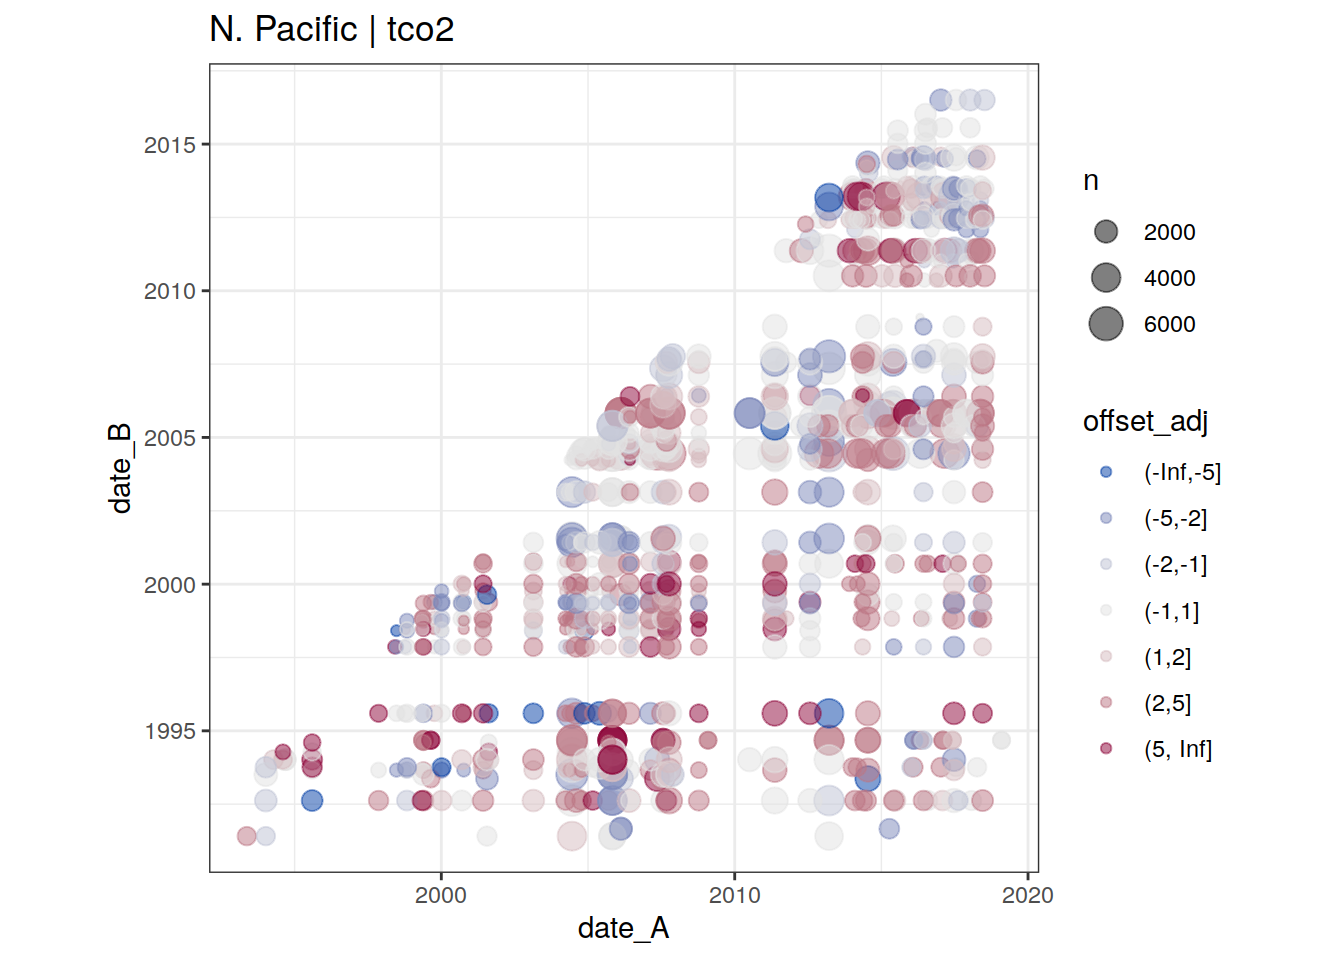 N. Pacific | tco2
date_B
2015
2010
2005
2000
1995
2000
2010
2020
date_A
n
2000
4000
6000
offset_adj
(-Inf,-5]
(-5,-2]
(-2,-1]
(-1,1]
(1,2]
(2,5]
(5, Inf]